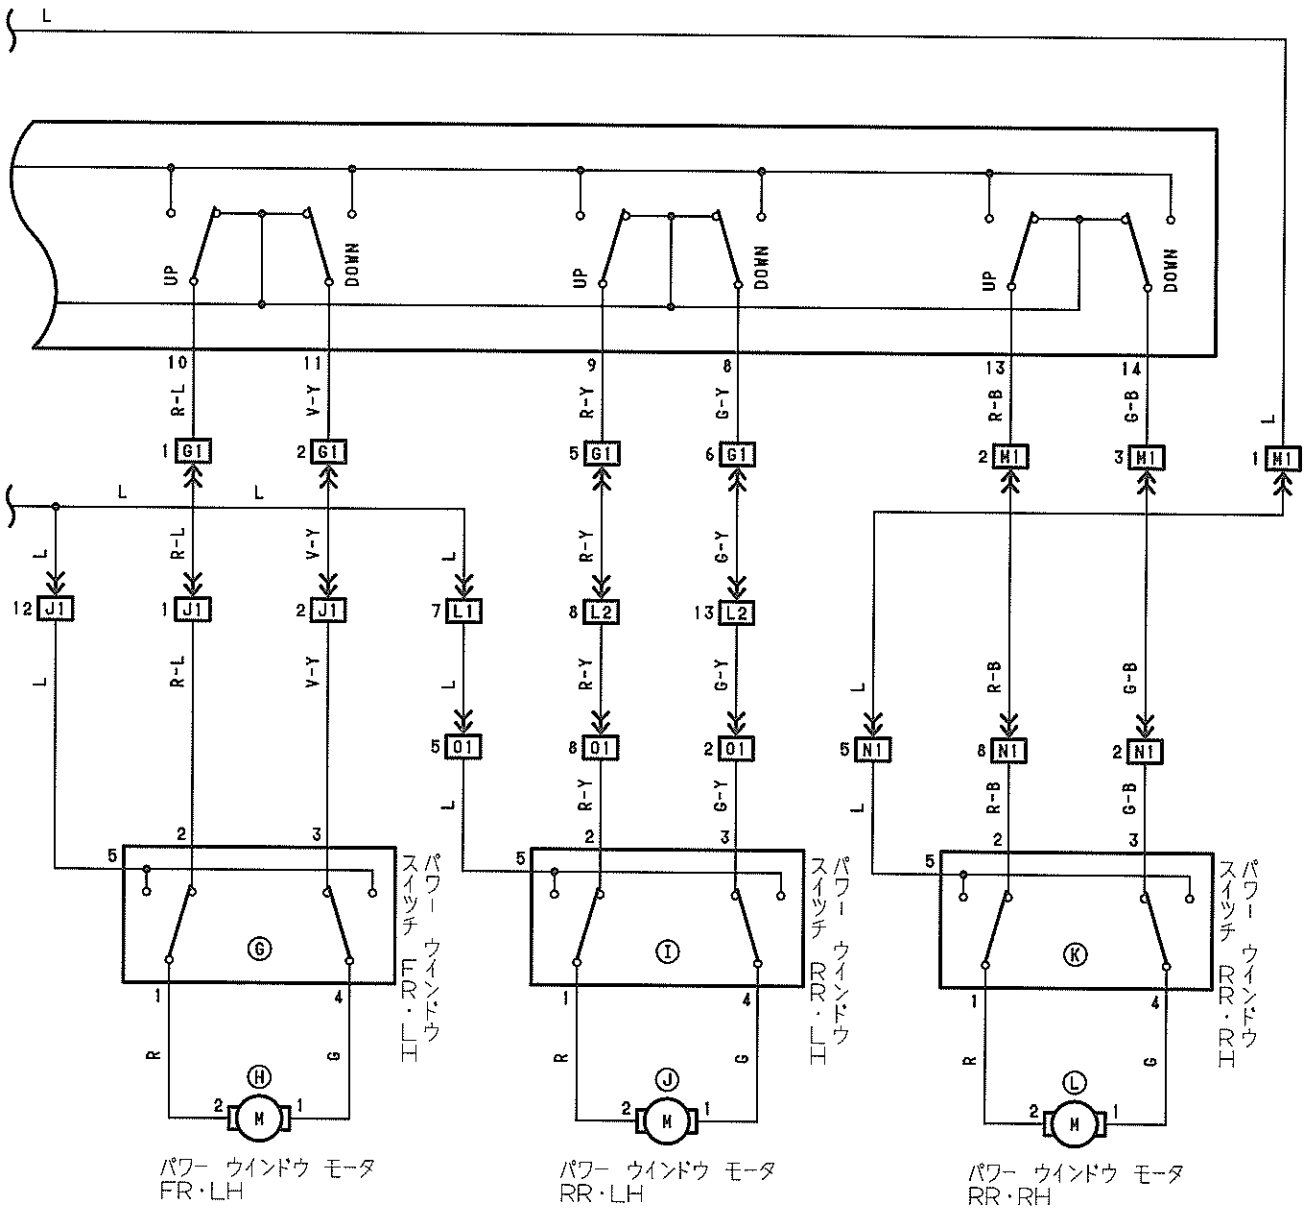 L
UP
DOWN
UP
DOWN
UP
DOWN
10
11
9
8
13
14
R-L
V-Y
R-Y
G-Y
R-B
G-B
L
1 G1
2 G1
5 G1
6 G1
2 M1
3 M1
1 M1
L
L
L
R-L
V-Y
L
R-Y
G-Y
12 J1
1 J1
2 J1
7 L1
8 L2
13 L2
L
R-L
V-Y
L
R-Y
G-Y
L
R-B
G-B
5 O1
8 O1
2 O1
5 N1
8 N1
2 N1
L
R-Y
G-Y
L
R-B
G-B
5
2
3
5
2
3
5
2
3
G
パワー ウインドウ
スイッチ FR・LH
I
パワー ウインドウ
スイッチ RR・LH
K
パワー ウインドウ
スイッチ RR・RH
1
4
1
4
1
4
R
G
R
G
R
G
H
J
L
2
M
1
2
M
1
2
M
1
パワー ウインドウ モータ
FR・LH
パワー ウインドウ モータ
RR・LH
パワー ウインドウ モータ
RR・RH